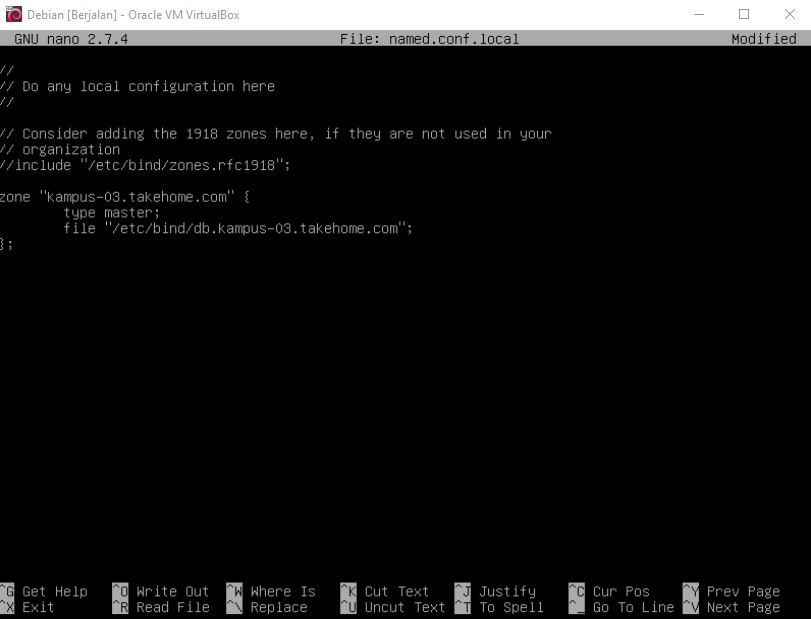 Debian [Berjalan] - Oracle VM VirtualBox
GNU nano 2.7.4 File: named.conf.local Modified
//
// Do any local configuration here
//
// Consider adding the 1918 zones here, if they are not used in your
// organization
//include "/etc/bind/zones.rfc1918";
zone "kampus-03.takehome.com" {
type master;
file "/etc/bind/db.kampus-03.takehome.com";
};
^G Get Help ^O Write Out ^W Where Is ^K Cut Text ^J Justify ^C Cur Pos ^Y Prev Page
^X Exit ^R Read File ^\ Replace ^U Uncut Text ^T To Spell ^_ Go To Line ^V Next Page